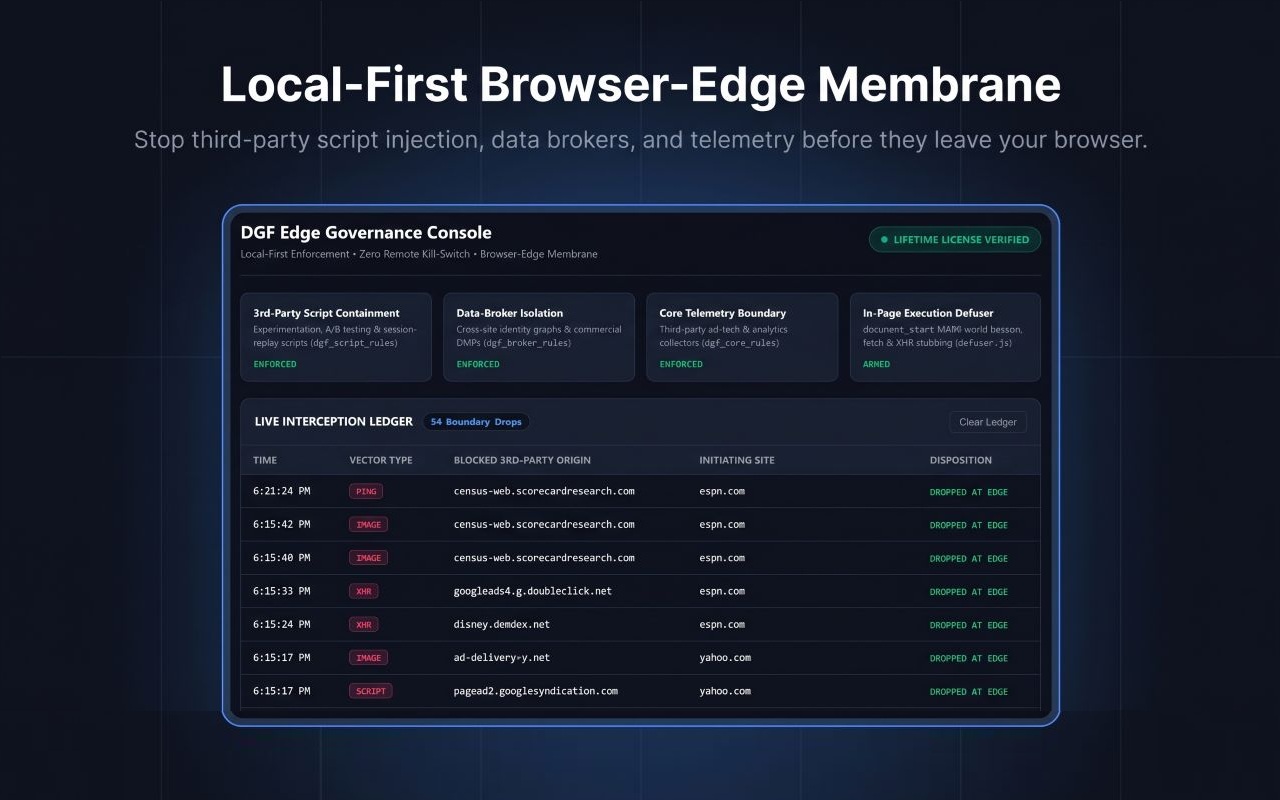 Local-First Browser-Edge Membrane
Stop third-party script injection, data brokers, and telemetry before they leave your browser.
DGF Edge Governance Console
Local-First Enforcement • Zero Remote Kill-Switch • Browser-Edge Membrane
LIFETIME LICENSE VERIFIED
3rd-Party Script Containment
Experimentation, A/B testing & session-
replay scripts (dgf_script_rules)
ENFORCED
Data-Broker Isolation
Cross-site identity graphs & commercial
DMPs (dgf_broker_rules)
ENFORCED
Core Telemetry Boundary
Third-party ad-tech & analytics
collectors (dgf_core_rules)
ENFORCED
In-Page Execution Defuser
world besson,
fetch & XHR stubbing (defuser.js)
ARMED
LIVE INTERCEPTION LEDGER 54 Boundary Drops Clear Ledger
TIME VECTOR TYPE BLOCKED 3RD-PARTY ORIGIN INITIATING SITE DISPOSITION
6:21:24 PM PING census-web.scorecardresearch.com espn.com DROPPED AT EDGE
6:15:42 PM IMAGE census-web.scorecardresearch.com espn.com DROPPED AT EDGE
6:15:40 PM IMAGE census-web.scorecardresearch.com espn.com DROPPED AT EDGE
6:15:33 PM XHR googleads4.g.doubleclick.net espn.com DROPPED AT EDGE
6:15:24 PM XHR disney.demdex.net espn.com DROPPED AT EDGE
6:15:17 PM IMAGE yahoo.com DROPPED AT EDGE
6:15:17 PM SCRIPT pagead2.googlesyndication.com yahoo.com DROPPED AT EDGE